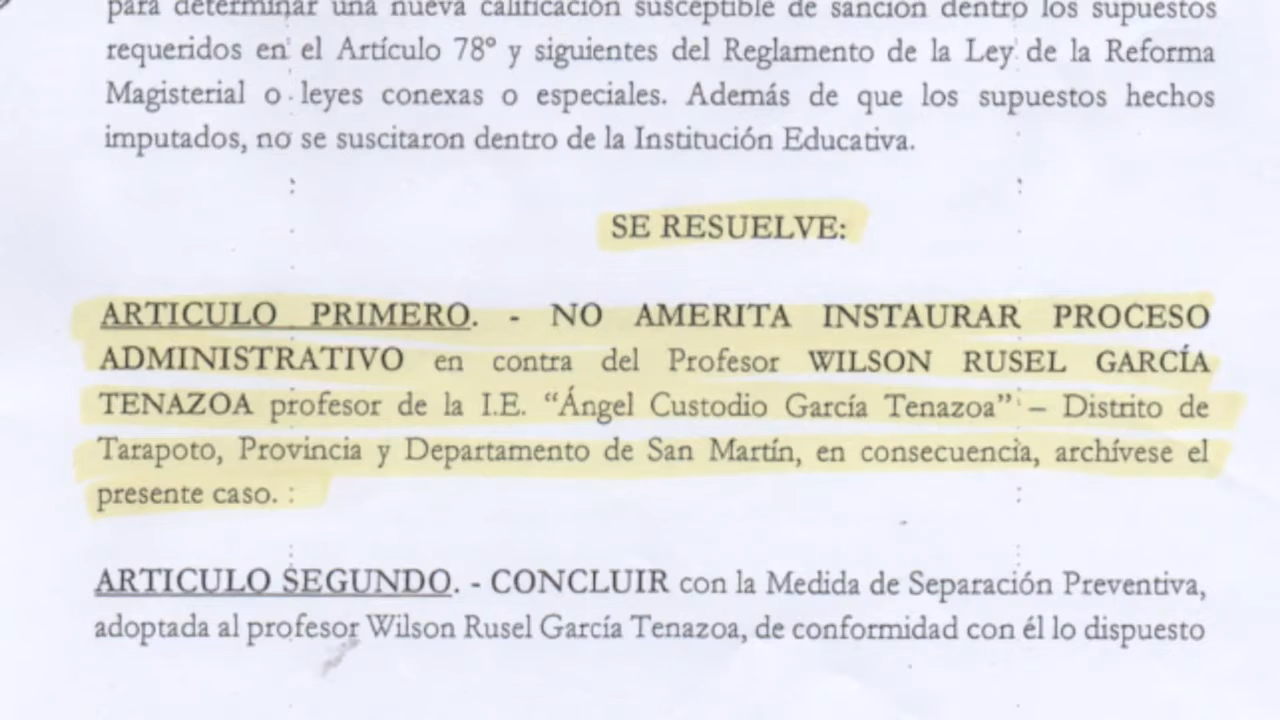 para determinar una nueva calificación susceptible de sanción dentro los supuestos
requeridos en el Artículo 78° y siguientes del Reglamento de la Ley de la Reforma
Magisterial o leyes conexas o especiales. Además de que los supuestos hechos
imputados, no se suscitaron dentro de la Institución Educativa.
SE RESUELVE:
ARTICULO PRIMERO. - NO AMERITA INSTAURAR PROCESO
ADMINISTRATIVO en contra del Profesor WILSON RUSEL GARCÍA
TENAZOA profesor de la I.E. “Ángel Custodio García Tenazoa” – Distrito de
Tarapoto, Provincia y Departamento de San Martín, en consecuencia, archívese el
presente caso.
ARTICULO SEGUNDO. - CONCLUIR con la Medida de Separación Preventiva,
adoptada al profesor Wilson Rusel García Tenazoa, de conformidad con él lo dispuesto